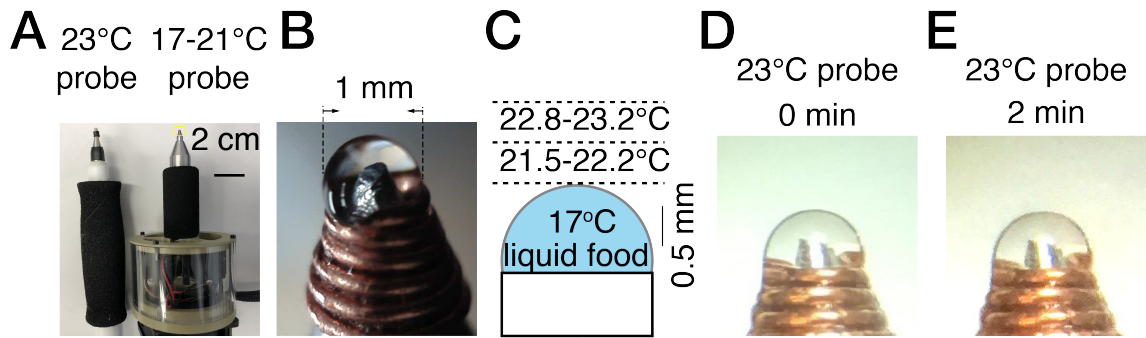 A
23°C
probe
17-21°C
probe
2 cm
B
1 mm
C
22.8-23.2°C
21.5-22.2°C
17°C
liquid food
0.5 mm
D
23°C probe
0 min
E
23°C probe
2 min